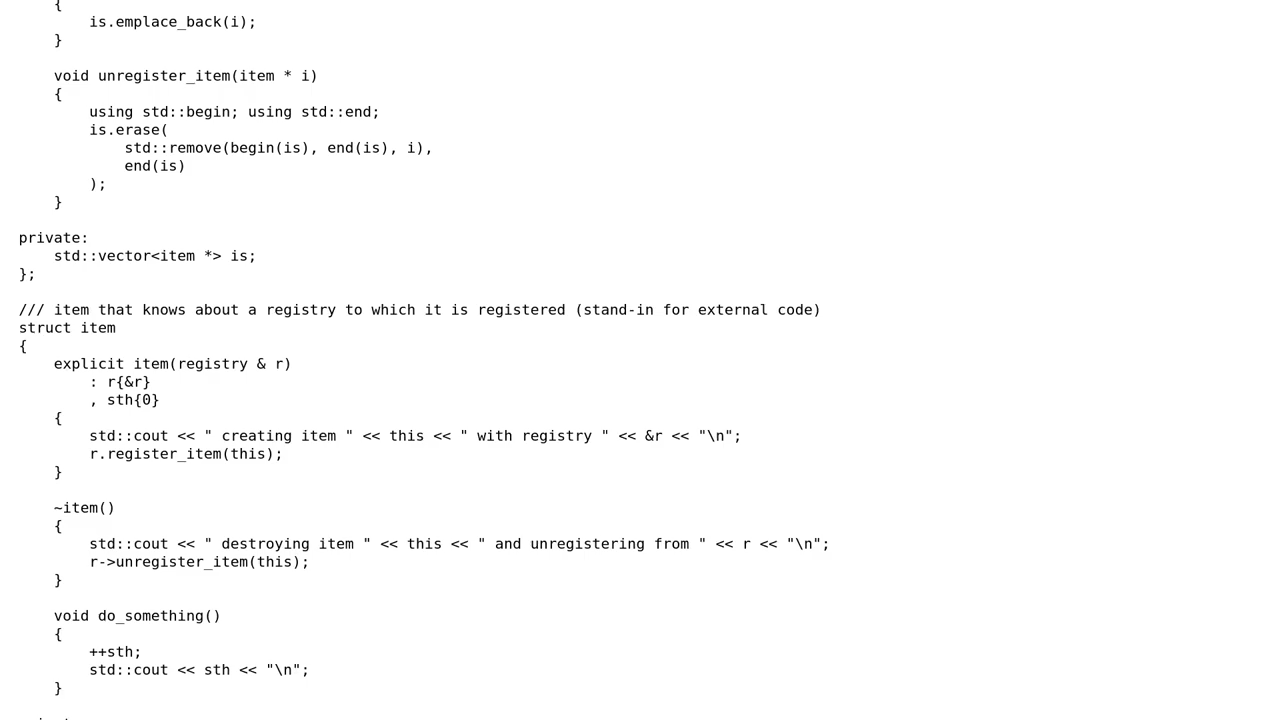 {
        is.emplace_back(i);
    }

    void unregister_item(item * i)
    {
        using std::begin; using std::end;
        is.erase(
            std::remove(begin(is), end(is), i),
            end(is)
        );
    }

private:
    std::vector<item *> is;
};

/// item that knows about a registry to which it is registered (stand-in for external code)
struct item
{
    explicit item(registry & r)
        : r{&r}
        , sth{0}
    {
        std::cout << " creating item " << this << " with registry " << &r << "\n";
        r.register_item(this);
    }

    ~item()
    {
        std::cout << " destroying item " << this << " and unregistering from " << r << "\n";
        r->unregister_item(this);
    }

    void do_something()
    {
        ++sth;
        std::cout << sth << "\n";
    }